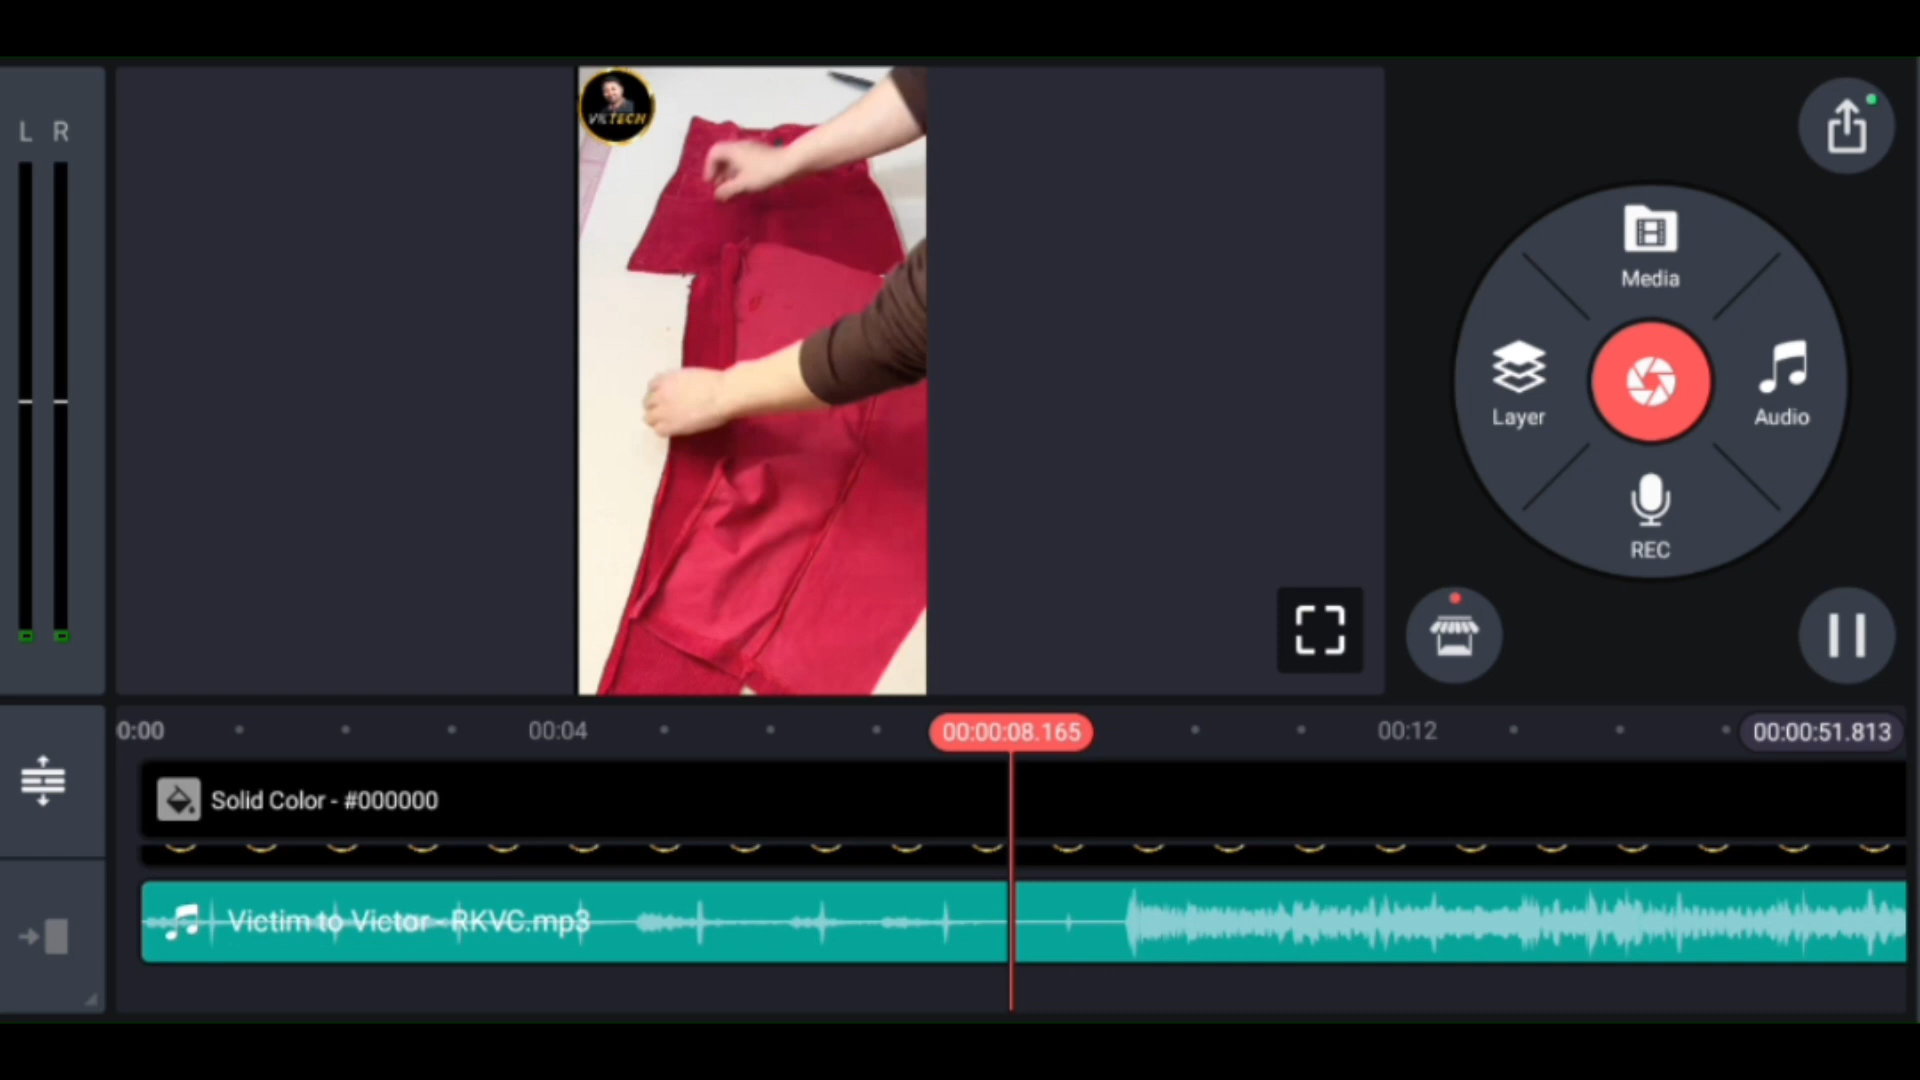 L R
VKTECH
Media
Layer
Audio
REC
0:00
00:04
00:00:08.165
00:12
00:00:51.813
Solid Color - #000000
Victim to Victor - RKVC.mp3